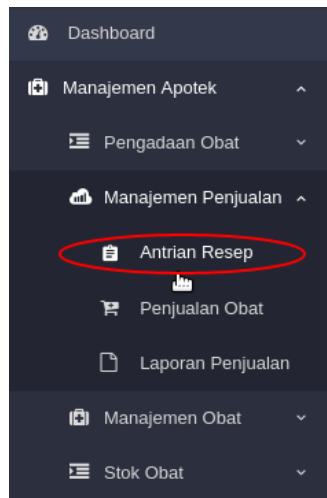 Dashboard
Manajemen Apotek
Pengadaan Obat
Manajemen Penjualan
Antrian Resep
Penjualan Obat
Laporan Penjualan
Manajemen Obat
Stok Obat